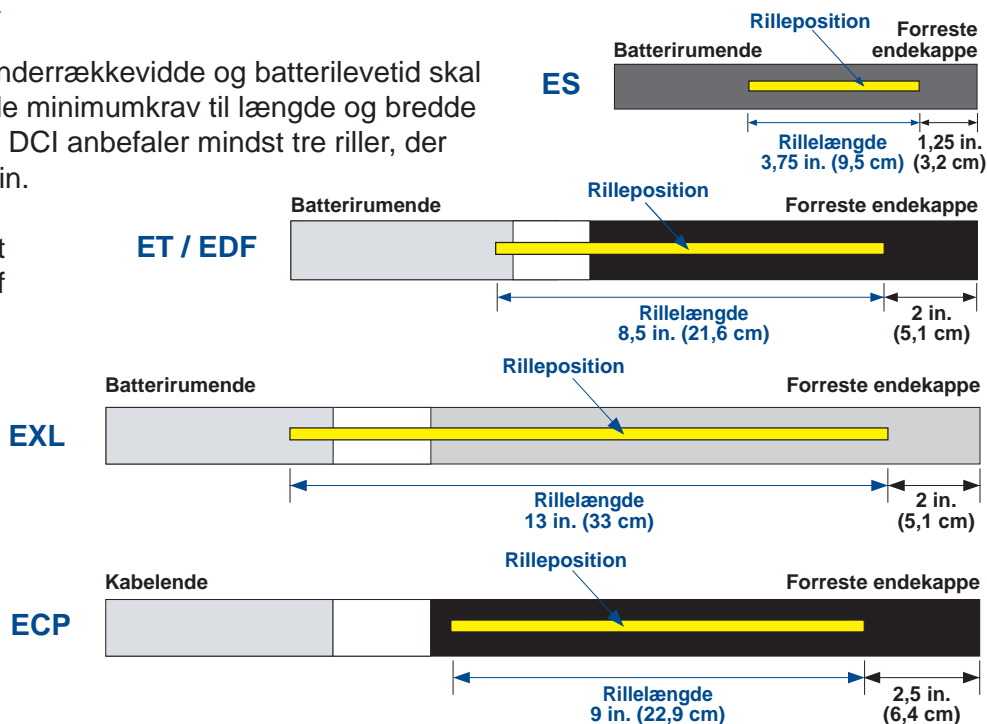 nderrækkevidde og batterilevetid skal
le minimumkrav til længde og bredde
DCI anbefaler mindst tre riller, der
in.
t
f
Rilleposition
Batterirumende
Forreste
endekappe
ES
Rillelængde
3,75 in. (9,5 cm)
1,25 in.
(3,2 cm)
Rilleposition
Batterirumende
Forreste endekappe
ET / EDF
Rillelængde
8,5 in. (21,6 cm)
2 in.
(5,1 cm)
Rilleposition
Batterirumende
Forreste endekappe
EXL
Rillelængde
13 in. (33 cm)
2 in.
(5,1 cm)
Rilleposition
Kabelende
Forreste endekappe
ECP
Rillelængde
9 in. (22,9 cm)
2,5 in.
(6,4 cm)